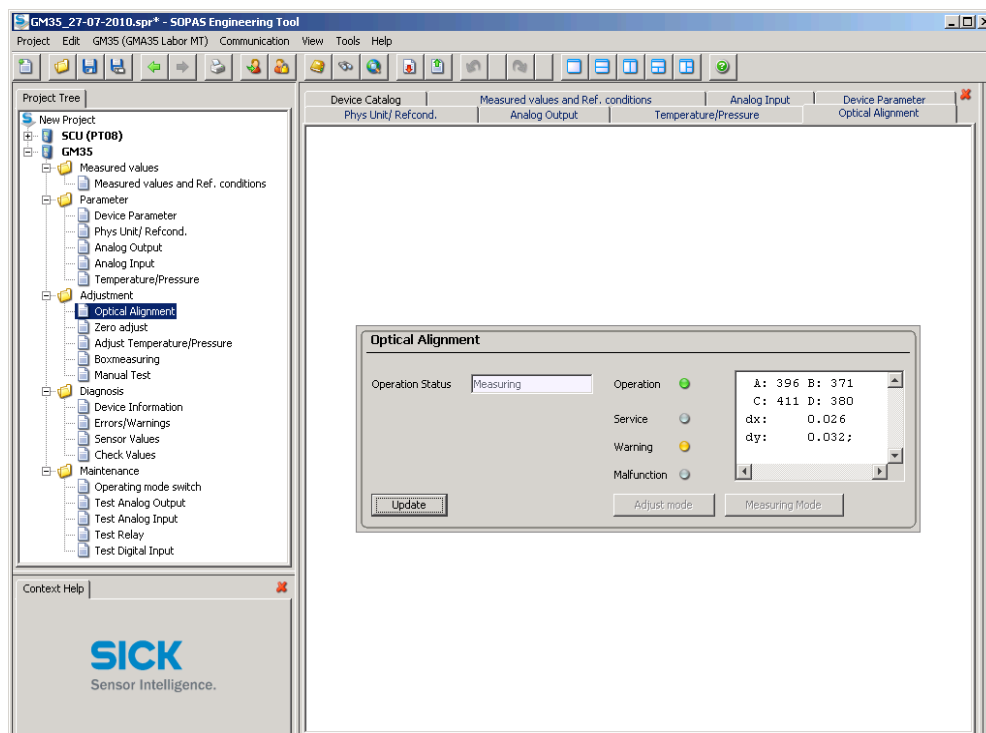 GM35_27-07-2010.spr* - SOPAS Engineering Tool
Project Edit GM35 (GMA35 Labor MT) Communication View Tools Help
Project Tree
New Project
SCU (PT08)
GM35
Measured values
Measured values and Ref. conditions
Parameter
Device Parameter
Phys Unit/ Refcond.
Analog Output
Analog Input
Temperature/Pressure
Adjustment
Optical Alignment
Zero adjust
Adjust Temperature/Pressure
Boxmeasuring
Manual Test
Diagnosis
Device Information
Errors/Warnings
Sensor Values
Check Values
Maintenance
Operating mode switch
Test Analog Output
Test Analog Input
Test Relay
Test Digital Input
Context Help
SICK
Sensor Intelligence.
Device Catalog Measured values and Ref. conditions Analog Input Device Parameter
Phys Unit/ Refcond. Analog Output Temperature/Pressure Optical Alignment
Optical Alignment
Operation Status Measuring
Operation
Service
Warning
Malfunction
A: 396 B: 371
C: 411 D: 380
dx: 0.026
dy: 0.032;
Update Adjust mode Measuring Mode